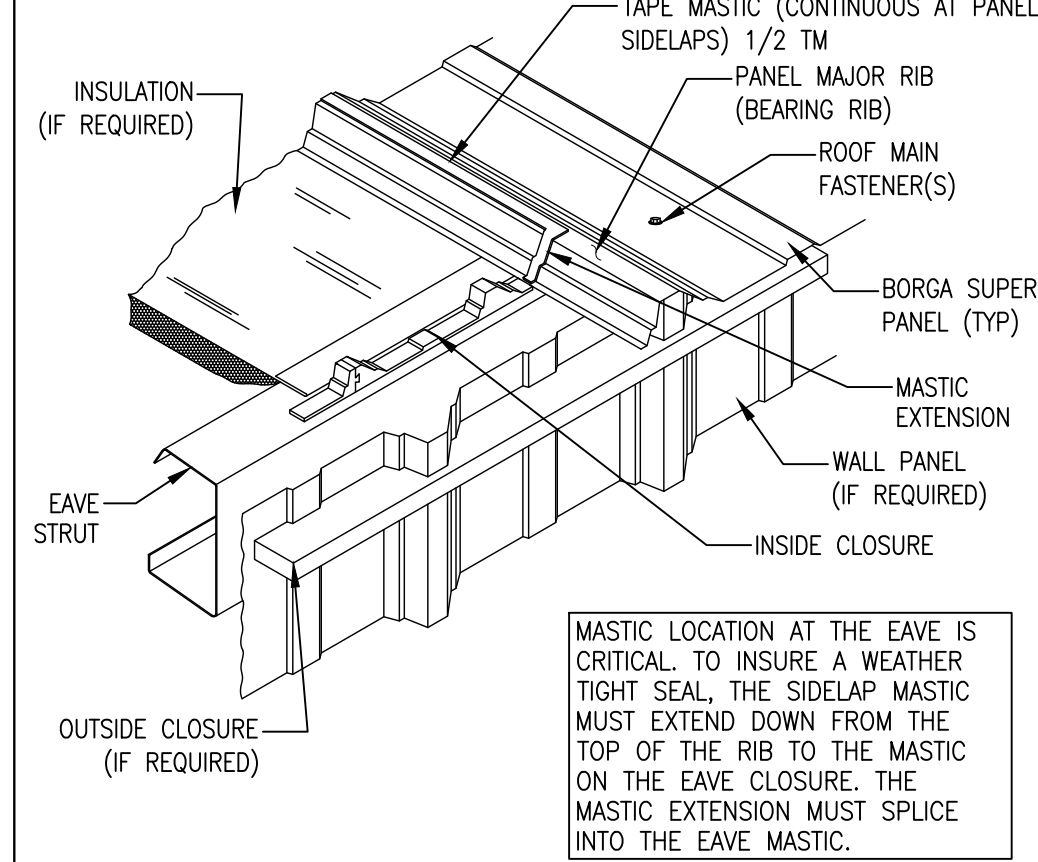 TAPE MASTIC (CONTINUOUS AT PANEL
SIDELAPS) 1/2 TM
INSULATION
(IF REQUIRED)
PANEL MAJOR RIB
(BEARING RIB)
ROOF MAIN
FASTENER(S)
BORGA SUPER
PANEL (TYP)
MASTIC
EXTENSION
WALL PANEL
(IF REQUIRED)
EAVE
STRUT
INSIDE CLOSURE
OUTSIDE CLOSURE
(IF REQUIRED)
MASTIC LOCATION AT THE EAVE IS
CRITICAL. TO INSURE A WEATHER
TIGHT SEAL, THE SIDELAP MASTIC
MUST EXTEND DOWN FROM THE
TOP OF THE RIB TO THE MASTIC
ON THE EAVE CLOSURE. THE
MASTIC EXTENSION MUST SPLICE
INTO THE EAVE MASTIC.